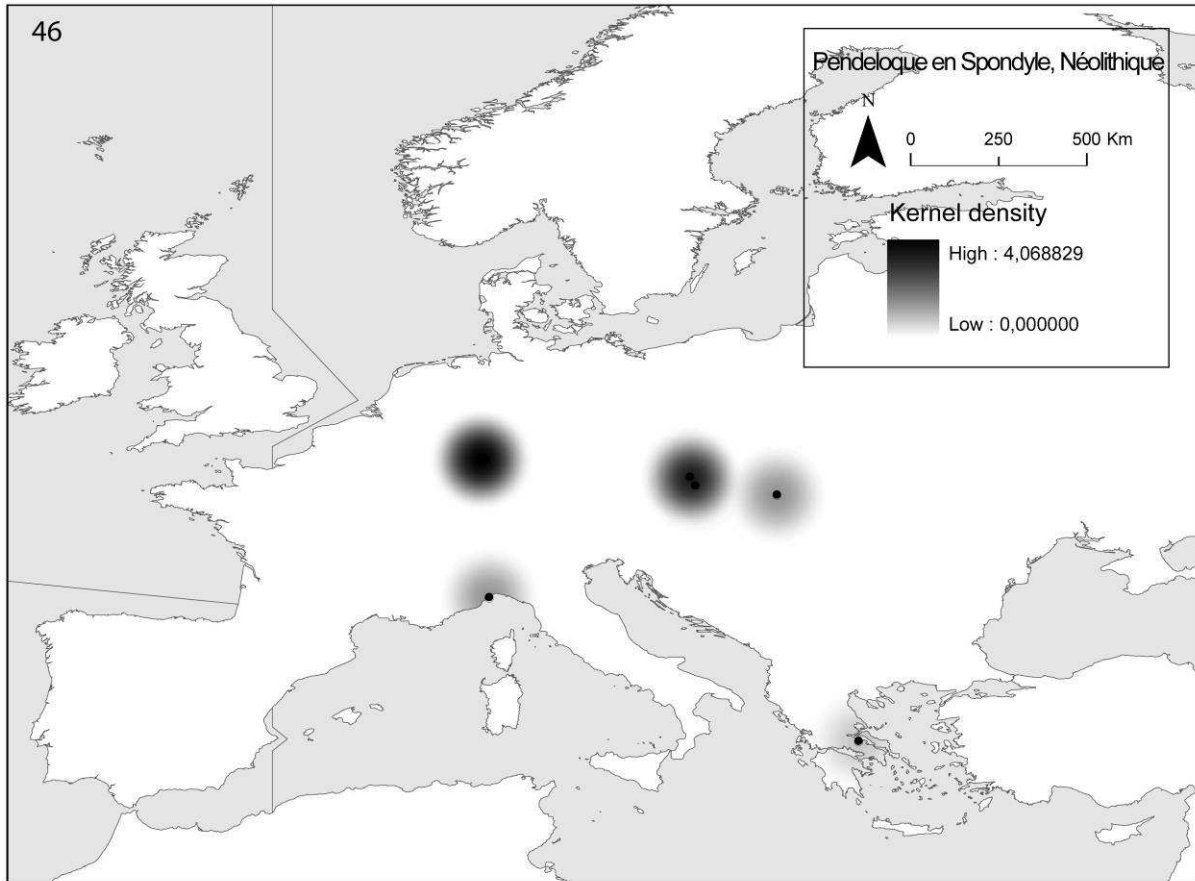 46
Pendeloque en Spondyle, Néolithique
N
0 250 500 Km
Kernel density
High : 4,068829
Low : 0,000000